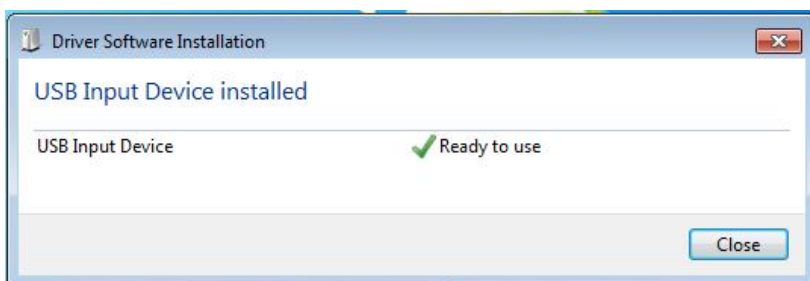 Driver Software Installation
USB Input Device installed
USB Input Device Ready to use
Close